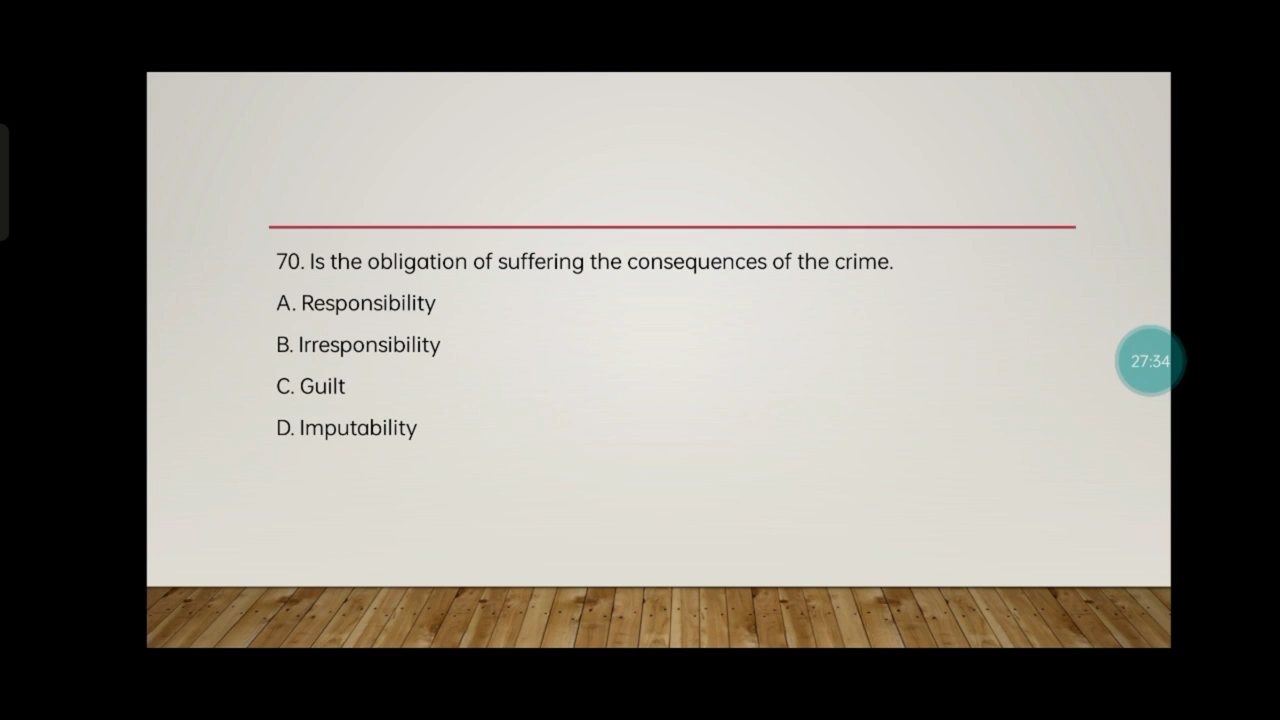 70. Is the obligation of suffering the consequences of the crime.
A. Responsibility
B. Irresponsibility
C. Guilt
D. Imputability
27:34